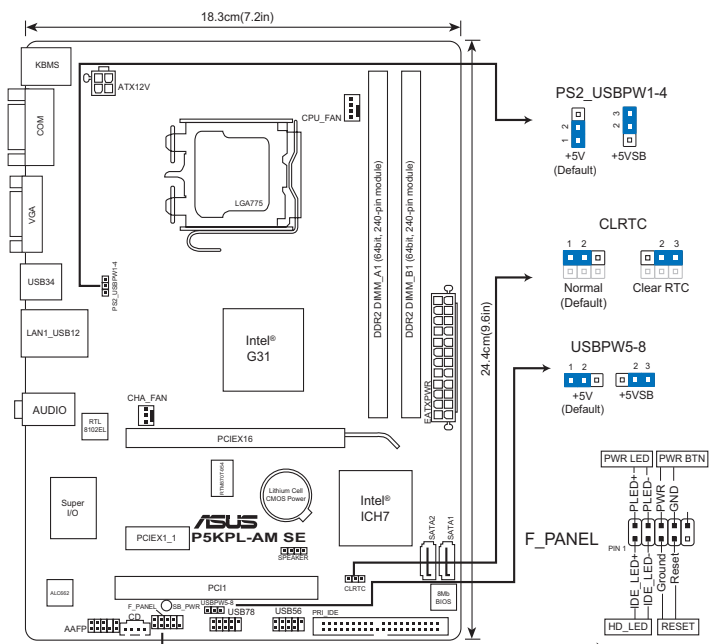 18.3cm(7.2in)
KBMS
ATX12V
CPU_FAN
COM
LGA775
VGA
DDR2 DIMM_A1 (64bit, 240-pin module)
DDR2 DIMM_B1 (64bit, 240-pin module)
24.4cm(9.6in)
USB34
PS2_USBPW1-4
LAN1_USB12
Intel®
G31
EATXPWR
CHA_FAN
AUDIO
RTL
8102EL
PCIEX16
Super
I/O
Lithium Cell
CMOS Power
Intel®
ICH7
ASUS
P5KPL-AM SE
PCIEX1_1
SPEAKER
SATA2
SATA1
PCI1
CLRTC
ALC662
8Mb
BIOS
F_PANEL
SB_PWR
USBPW5-8
AAFP
CD
USB78
USB56
PRI_IDE
PS2_USBPW1-4
1 2
2 3
+5V
(Default)
+5VSB
CLRTC
1 2
2 3
Normal
(Default)
Clear RTC
USBPW5-8
1 2
2 3
+5V
(Default)
+5VSB
PWR LED
PWR BTN
PLED+
PLED-
PWR
GND
F_PANEL
PIN 1
IDE_LED+
IDE_LED-
Ground
Reset
HD_LED
RESET